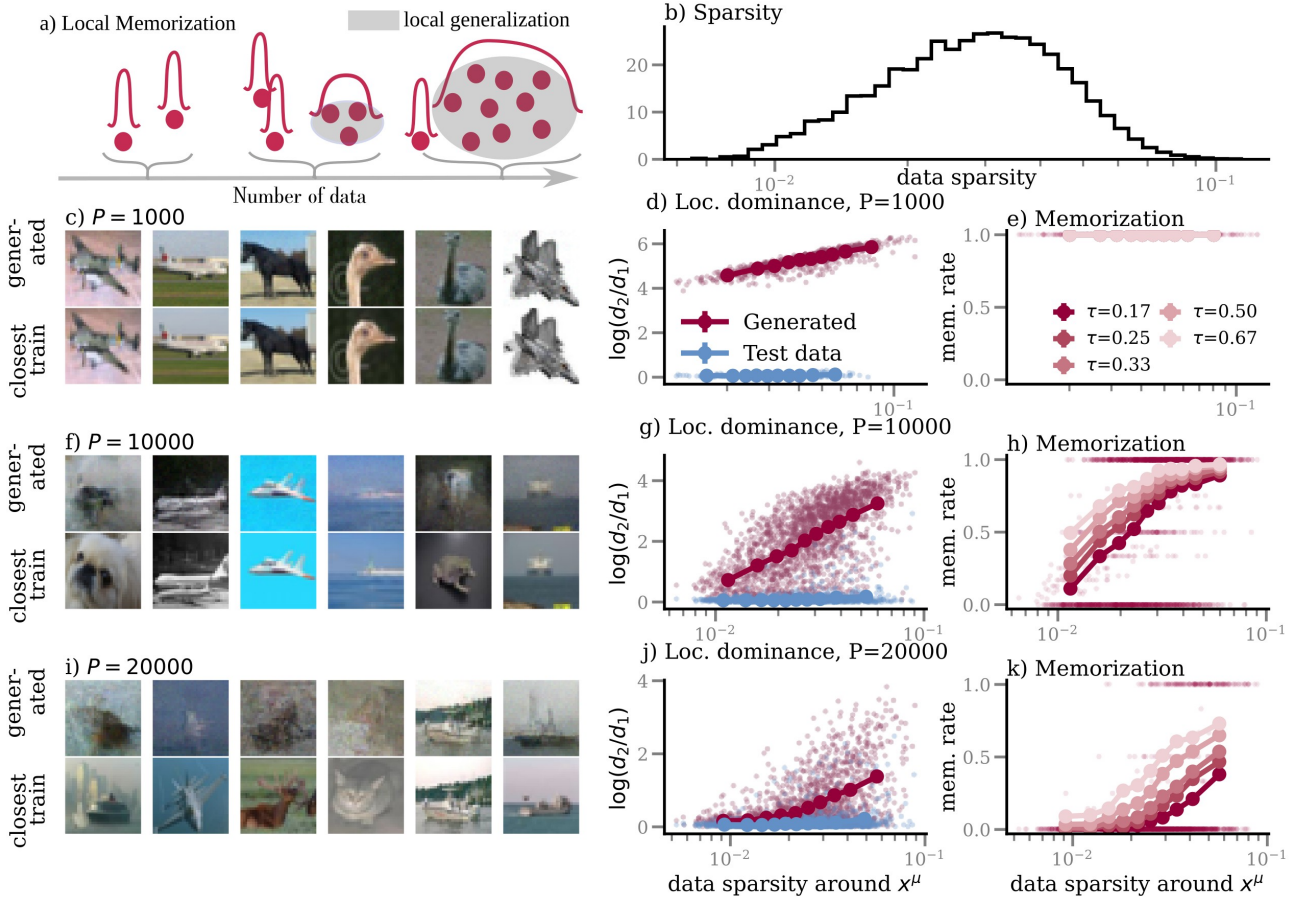 a) Local Memorization
local generalization
Number of data
b) Sparsity
20
10
0
10⁻²
data sparsity
10⁻¹
c) P = 1000
gener-
ated
closest
train
d) Loc. dominance, P=1000
log(d₂/d₁)
6
4
2
0
Generated
Test data
10⁻¹
e) Memorization
mem. rate
1.0
0.5
0.0
τ=0.17
τ=0.25
τ=0.33
τ=0.50
τ=0.67
10⁻¹
f) P = 10000
gener-
ated
closest
train
g) Loc. dominance, P=10000
log(d₂/d₁)
4
2
0
10⁻²
10⁻¹
h) Memorization
mem. rate
1.0
0.5
0.0
10⁻²
10⁻¹
i) P = 20000
gener-
ated
closest
train
j) Loc. dominance, P=20000
log(d₂/d₁)
4
2
0
10⁻²
10⁻¹
data sparsity around xᵘ
k) Memorization
mem. rate
1.0
0.5
0.0
10⁻²
10⁻¹
data sparsity around xᵘ